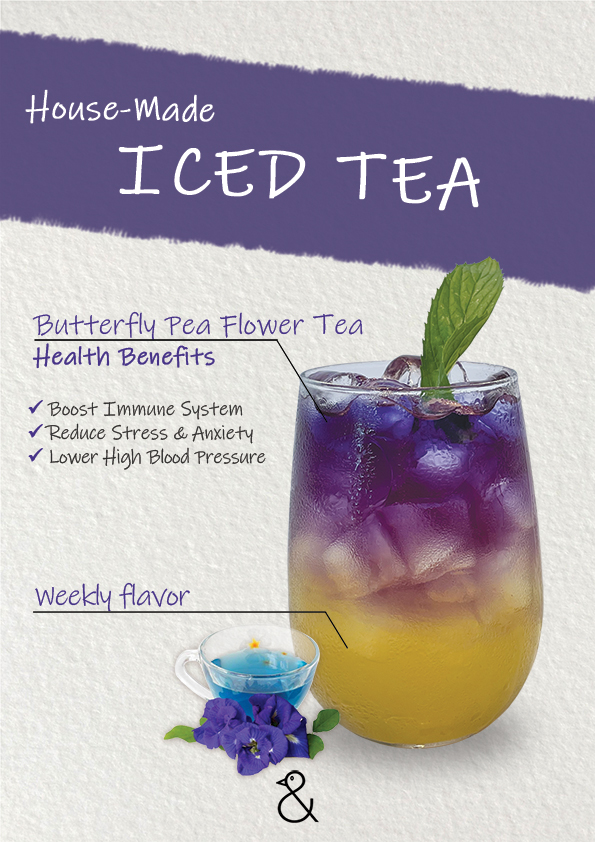 House-Made
ICED TEA
Butterfly Pea Flower Tea
Health Benefits
✓ Boost Immune System
✓ Reduce Stress & Anxiety
✓ Lower High Blood Pressure
Weekly flavor
&